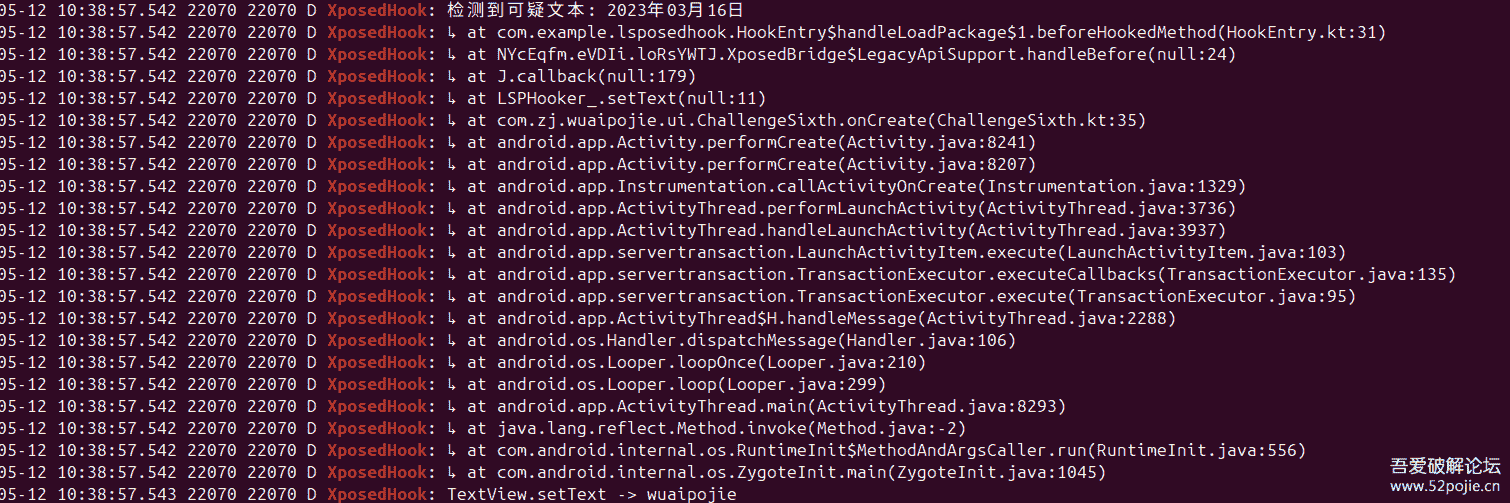 05-12 10:38:57.542 22070 22070 D XposedHook: 检测到可疑文本: 2023年03月16日
05-12 10:38:57.542 22070 22070 D XposedHook: ↳ at com.example.lsposedhook.HookEntry$handleLoadPackage$1.beforeHookedMethod(HookEntry.kt:31)
05-12 10:38:57.542 22070 22070 D XposedHook: ↳ at NYcEqfm.eVDIi.loRsYWTJ.XposedBridge$LegacyApiSupport.handleBefore(null:24)
05-12 10:38:57.542 22070 22070 D XposedHook: ↳ at J.callback(null:179)
05-12 10:38:57.542 22070 22070 D XposedHook: ↳ at LSPHooker_.setText(null:11)
05-12 10:38:57.542 22070 22070 D XposedHook: ↳ at com.zj.wuaipojie.ui.ChallengeSixth.onCreate(ChallengeSixth.kt:35)
05-12 10:38:57.542 22070 22070 D XposedHook: ↳ at android.app.Activity.performCreate(Activity.java:8241)
05-12 10:38:57.542 22070 22070 D XposedHook: ↳ at android.app.Activity.performCreate(Activity.java:8207)
05-12 10:38:57.542 22070 22070 D XposedHook: ↳ at android.app.Instrumentation.callActivityOnCreate(Instrumentation.java:1329)
05-12 10:38:57.542 22070 22070 D XposedHook: ↳ at android.app.ActivityThread.performLaunchActivity(ActivityThread.java:3736)
05-12 10:38:57.542 22070 22070 D XposedHook: ↳ at android.app.ActivityThread.handleLaunchActivity(ActivityThread.java:3937)
05-12 10:38:57.542 22070 22070 D XposedHook: ↳ at android.app.servertransaction.LaunchActivityItem.execute(LaunchActivityItem.java:103)
05-12 10:38:57.542 22070 22070 D XposedHook: ↳ at android.app.servertransaction.TransactionExecutor.executeCallbacks(TransactionExecutor.java:135)
05-12 10:38:57.542 22070 22070 D XposedHook: ↳ at android.app.servertransaction.TransactionExecutor.execute(TransactionExecutor.java:95)
05-12 10:38:57.542 22070 22070 D XposedHook: ↳ at android.app.ActivityThread$H.handleMessage(ActivityThread.java:2288)
05-12 10:38:57.542 22070 22070 D XposedHook: ↳ at android.os.Handler.dispatchMessage(Handler.java:106)
05-12 10:38:57.542 22070 22070 D XposedHook: ↳ at android.os.Looper.loopOnce(Looper.java:210)
05-12 10:38:57.542 22070 22070 D XposedHook: ↳ at android.os.Looper.loop(Looper.java:299)
05-12 10:38:57.542 22070 22070 D XposedHook: ↳ at android.app.ActivityThread.main(ActivityThread.java:8293)
05-12 10:38:57.542 22070 22070 D XposedHook: ↳ at java.lang.reflect.Method.invoke(Method.java:-2)
05-12 10:38:57.542 22070 22070 D XposedHook: ↳ at com.android.internal.os.RuntimeInit$MethodAndArgsCaller.run(RuntimeInit.java:556)
05-12 10:38:57.542 22070 22070 D XposedHook: ↳ at com.android.internal.os.ZygoteInit.main(ZygoteInit.java:1045)
05-12 10:38:57.543 22070 22070 D XposedHook: TextView.setText -> wuaipojie
吾爱破解论坛
www.52pojie.cn